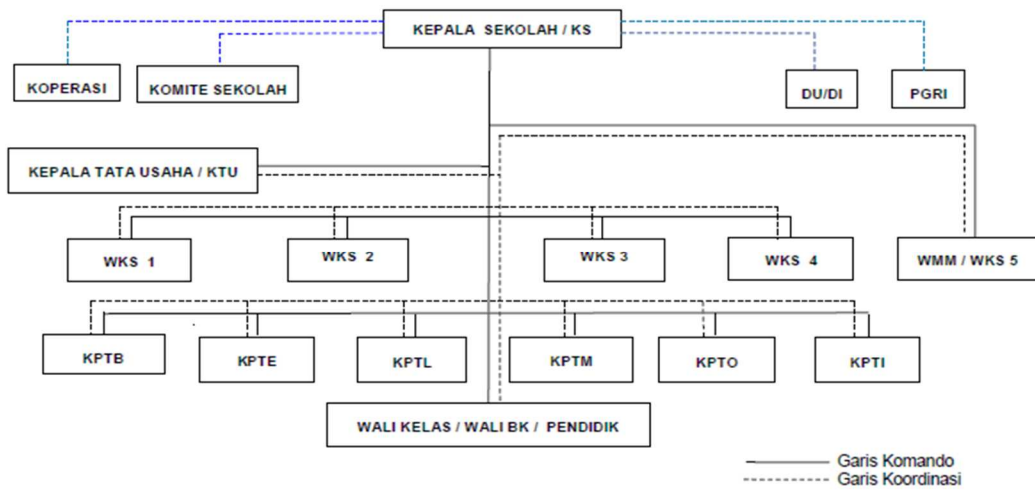 KEPALA SEKOLAH / KS
KOPERASI
KOMITE SEKOLAH
DU/DI
PGRI
KEPALA TATA USAHA / KTU
WKS 1
WKS 2
WKS 3
WKS 4
WMM / WKS 5
KPTB
KPTE
KPTL
KPTM
KPTO
KPTI
WALI KELAS / WALI BK / PENDIDIK
Garis Komando
Garis Koordinasi